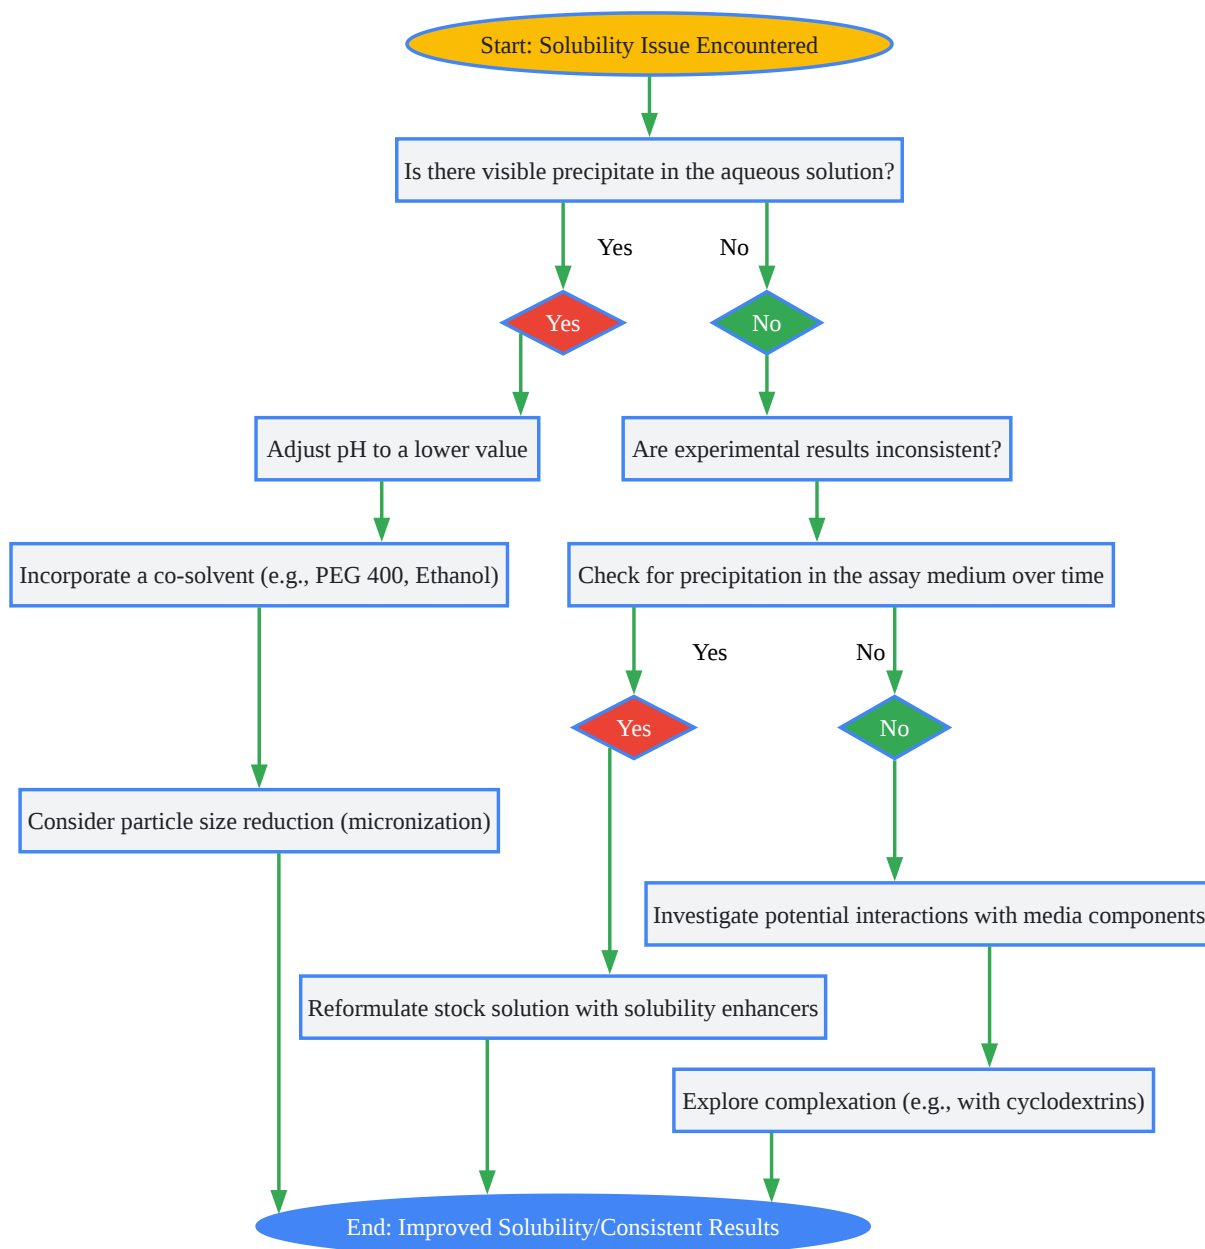 Start: Solubility Issue Encountered
Is there visible precipitate in the aqueous solution?
Yes
No
Yes
No
Adjust pH to a lower value
Are experimental results inconsistent?
Incorporate a co-solvent (e.g., PEG 400, Ethanol)
Check for precipitation in the assay medium over time
Yes
No
Yes
No
Consider particle size reduction (micronization)
Investigate potential interactions with media components
Reformulate stock solution with solubility enhancers
Explore complexation (e.g., with cyclodextrins)
End: Improved Solubility/Consistent Results